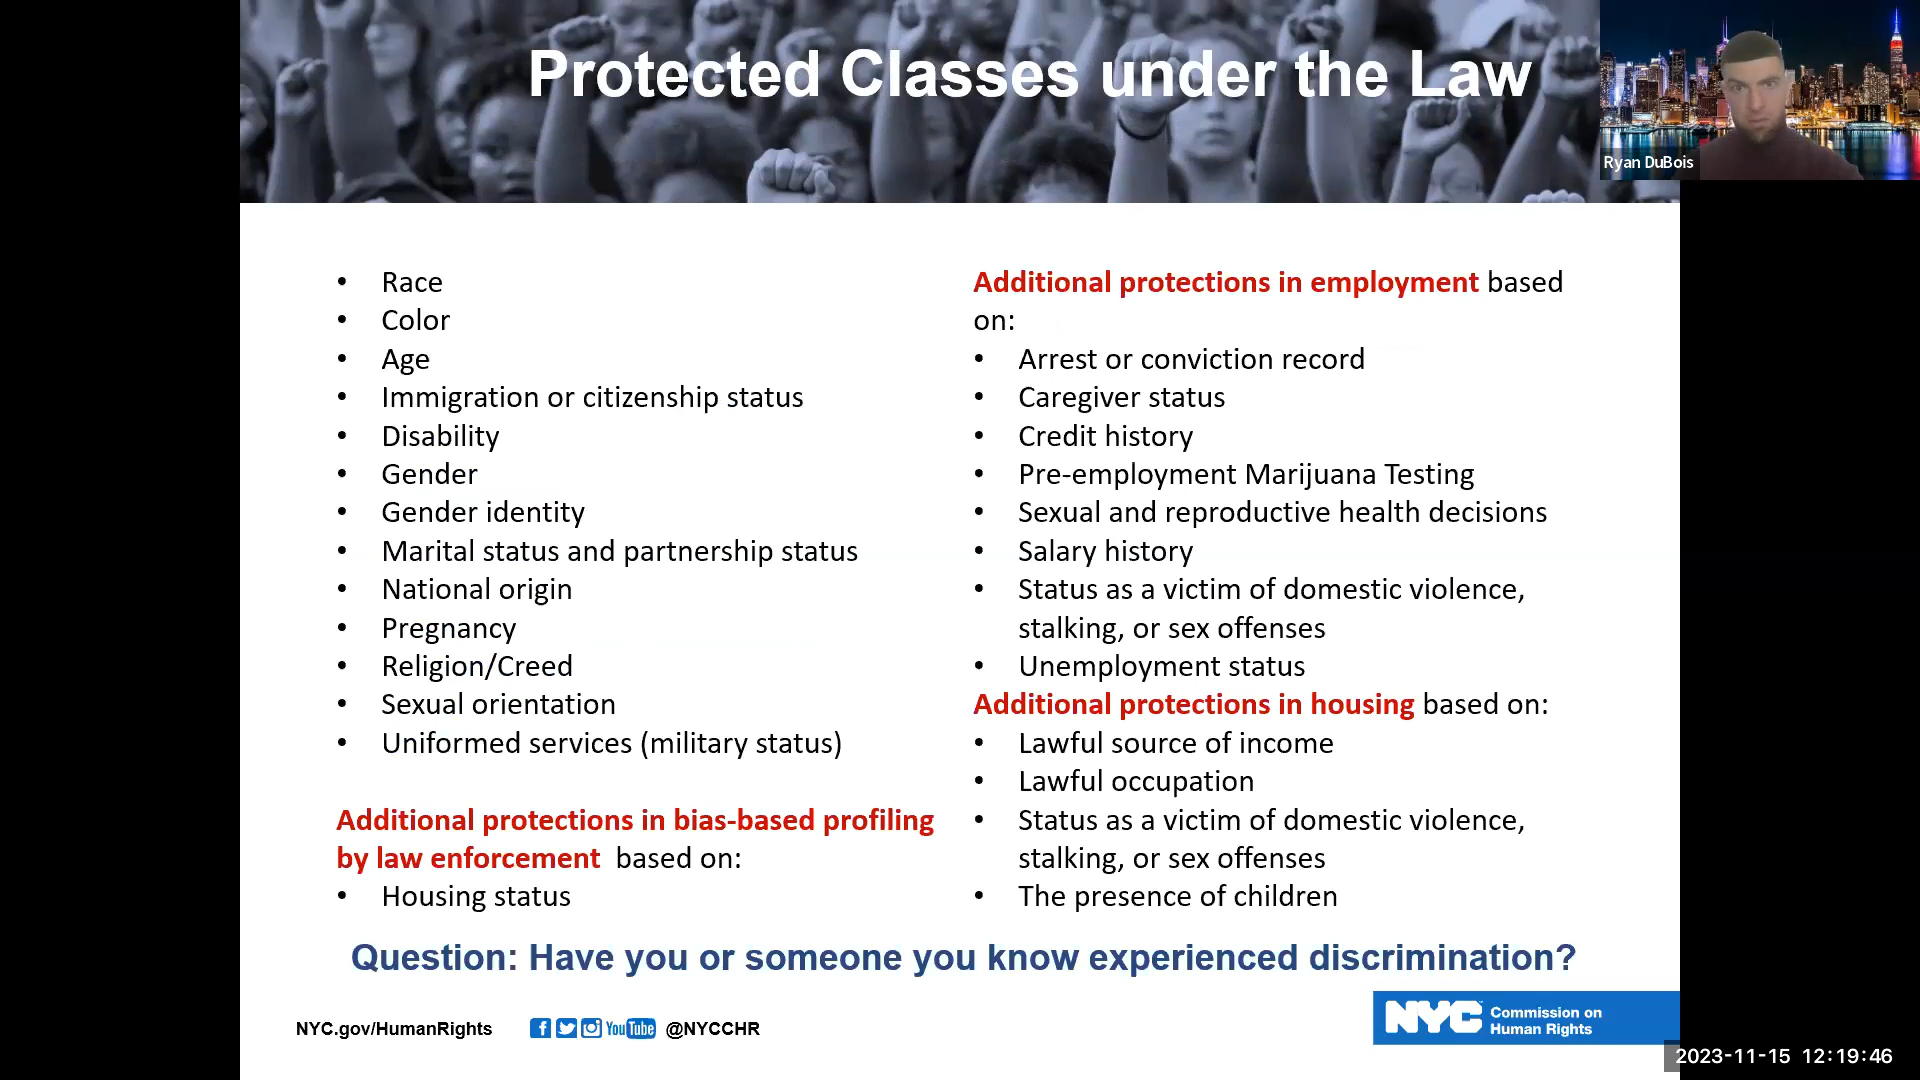 Protected Classes under the Law
Ryan DuBois
• Race
• Color
• Age
• Immigration or citizenship status
• Disability
• Gender
• Gender identity
• Marital status and partnership status
• National origin
• Pregnancy
• Religion/Creed
• Sexual orientation
• Uniformed services (military status)
Additional protections in bias-based profiling
by law enforcement based on:
• Housing status
Additional protections in employment based
on:
• Arrest or conviction record
• Caregiver status
• Credit history
• Pre-employment Marijuana Testing
• Sexual and reproductive health decisions
• Salary history
• Status as a victim of domestic violence,
stalking, or sex offenses
• Unemployment status
Additional protections in housing based on:
• Lawful source of income
• Lawful occupation
• Status as a victim of domestic violence,
stalking, or sex offenses
• The presence of children
Question: Have you or someone you know experienced discrimination?
NYC.gov/HumanRights
YouTube
@NYCCHR
NYC
Commission on
Human Rights
2023-11-15 12:19:46